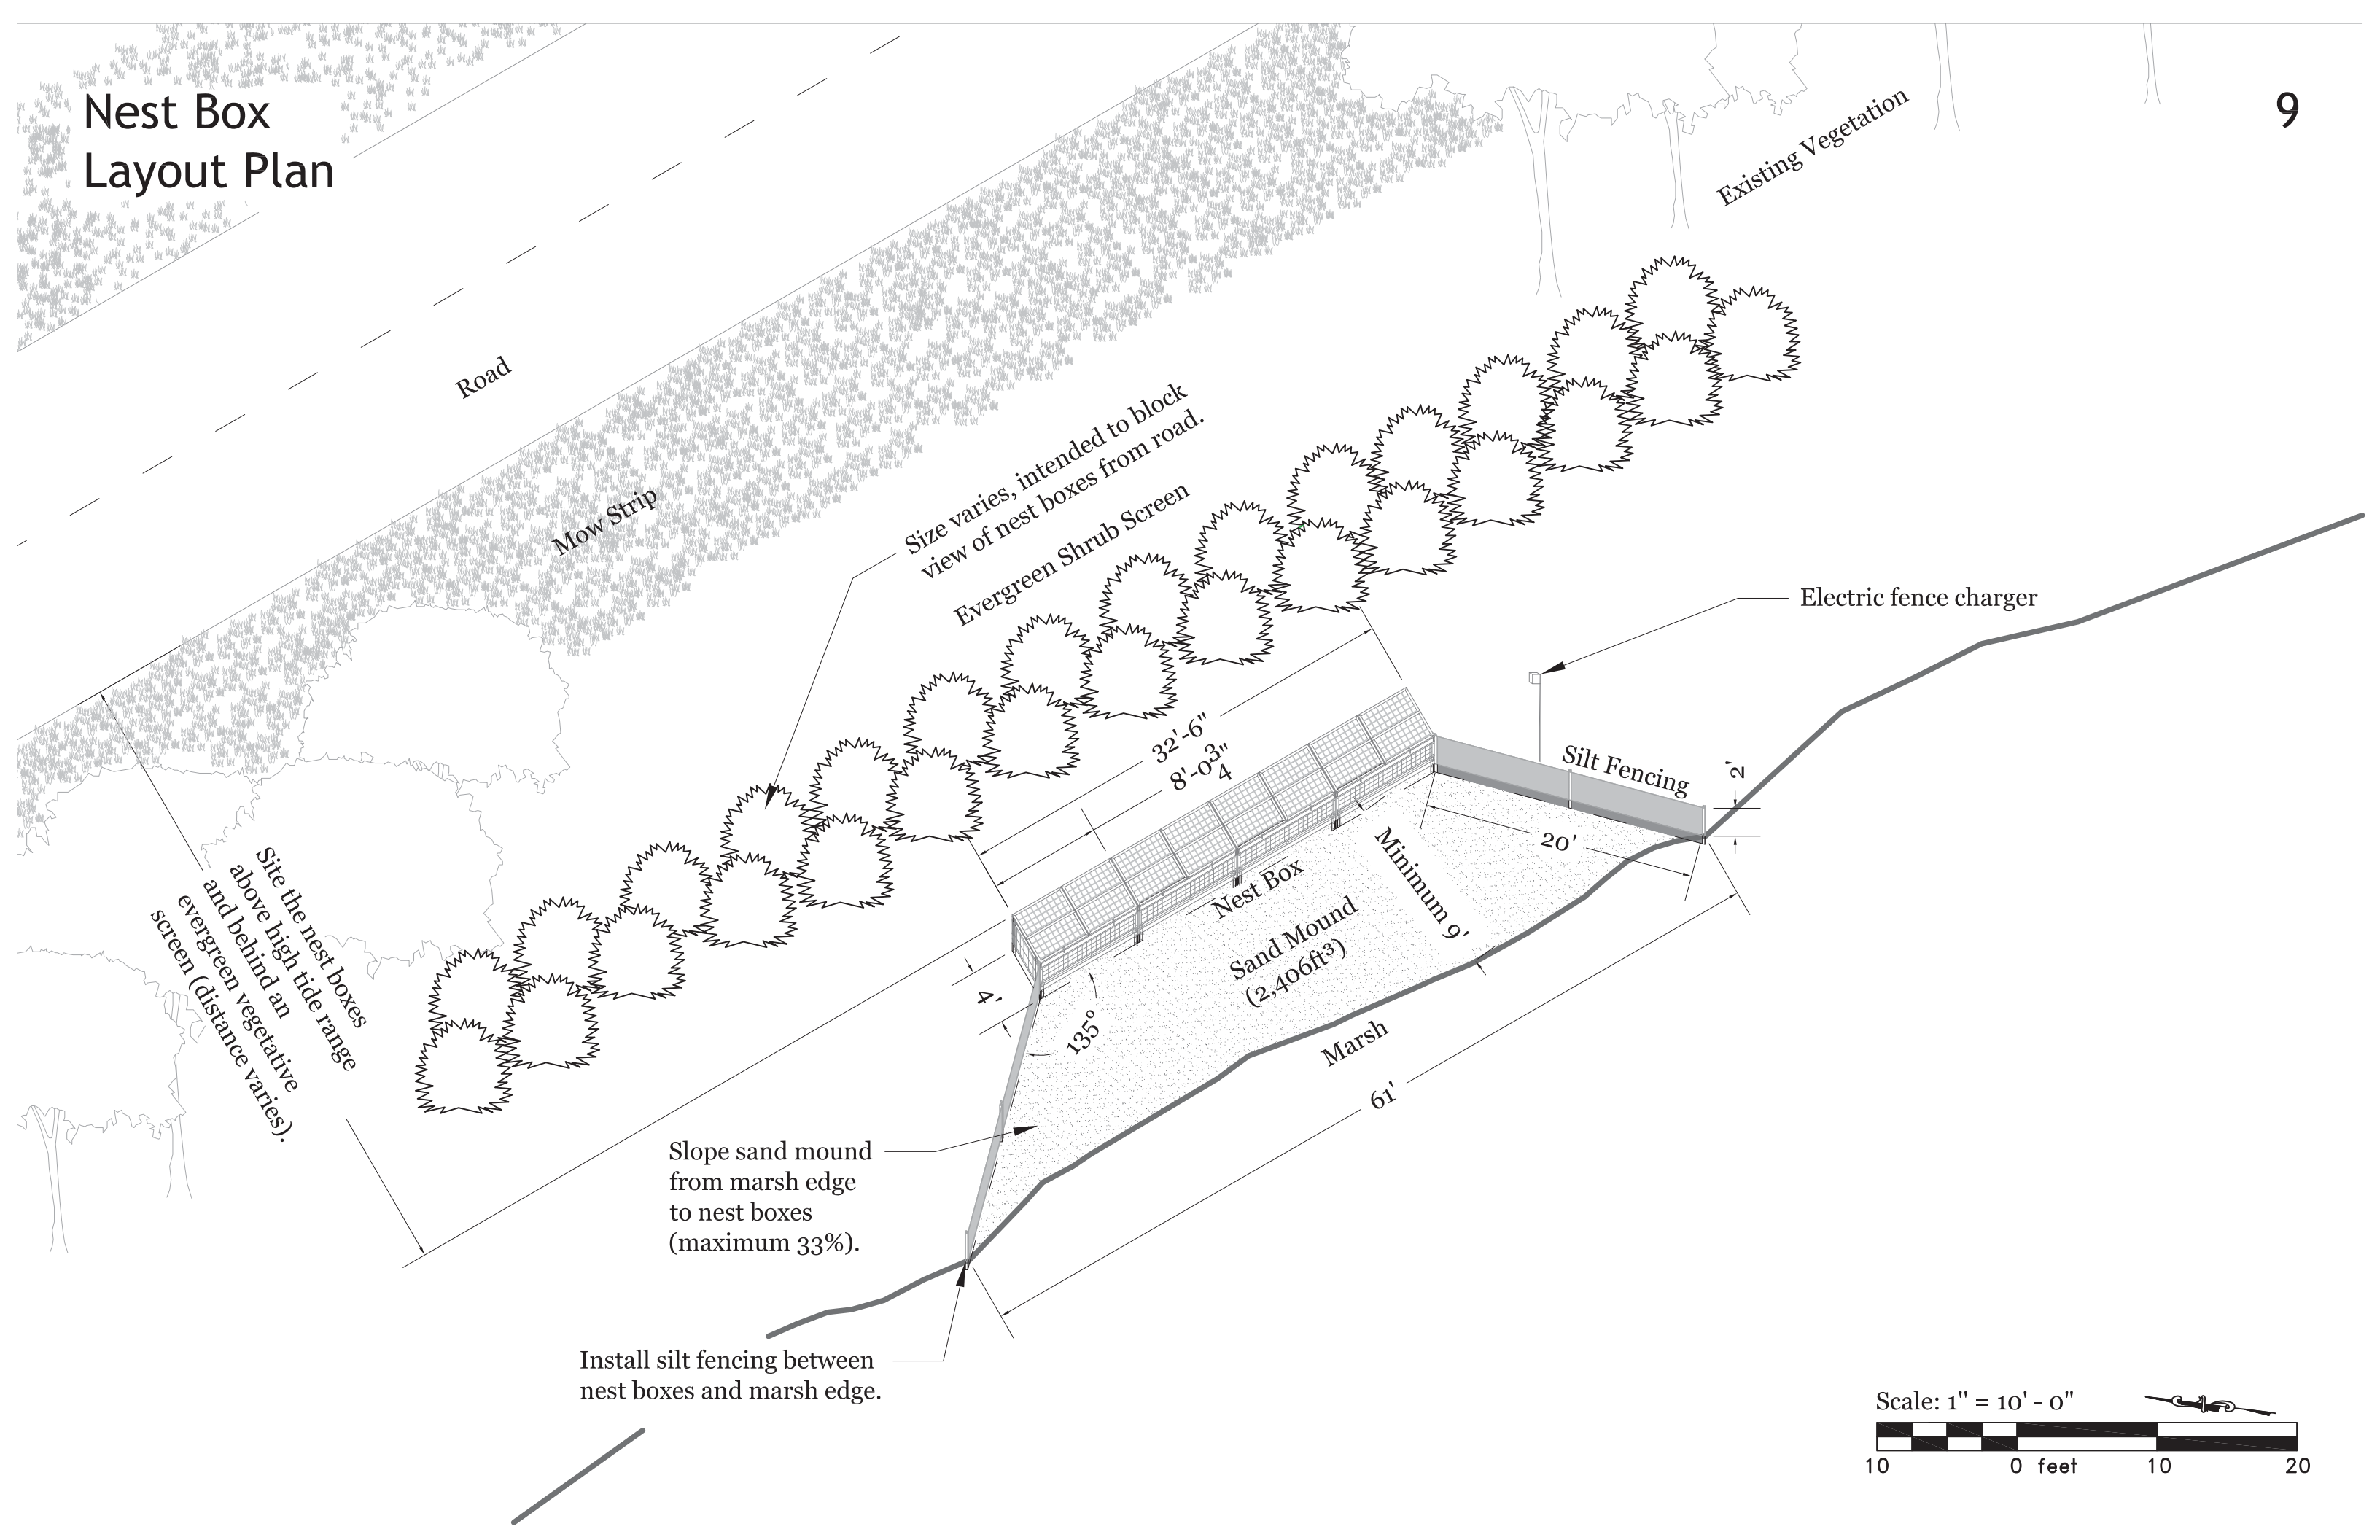 Nest Box
Layout Plan
9
Existing Vegetation
Road
Mow Strip
Size varies, intended to block
view of nest boxes from road.
Evergreen Shrub Screen
Electric fence charger
32'-6"
8'-0 3/4"
Silt Fencing
2'
20'
Minimum 9'
Nest Box
Sand Mound
(2,406ft³)
Site the nest boxes
above high tide range
and behind an
evergreen vegetative
screen (distance varies).
4'
135°
Marsh
61'
Slope sand mound
from marsh edge
to nest boxes
(maximum 33%).
Install silt fencing between
nest boxes and marsh edge.
Scale: 1" = 10' - 0"
10 0 feet 10 20